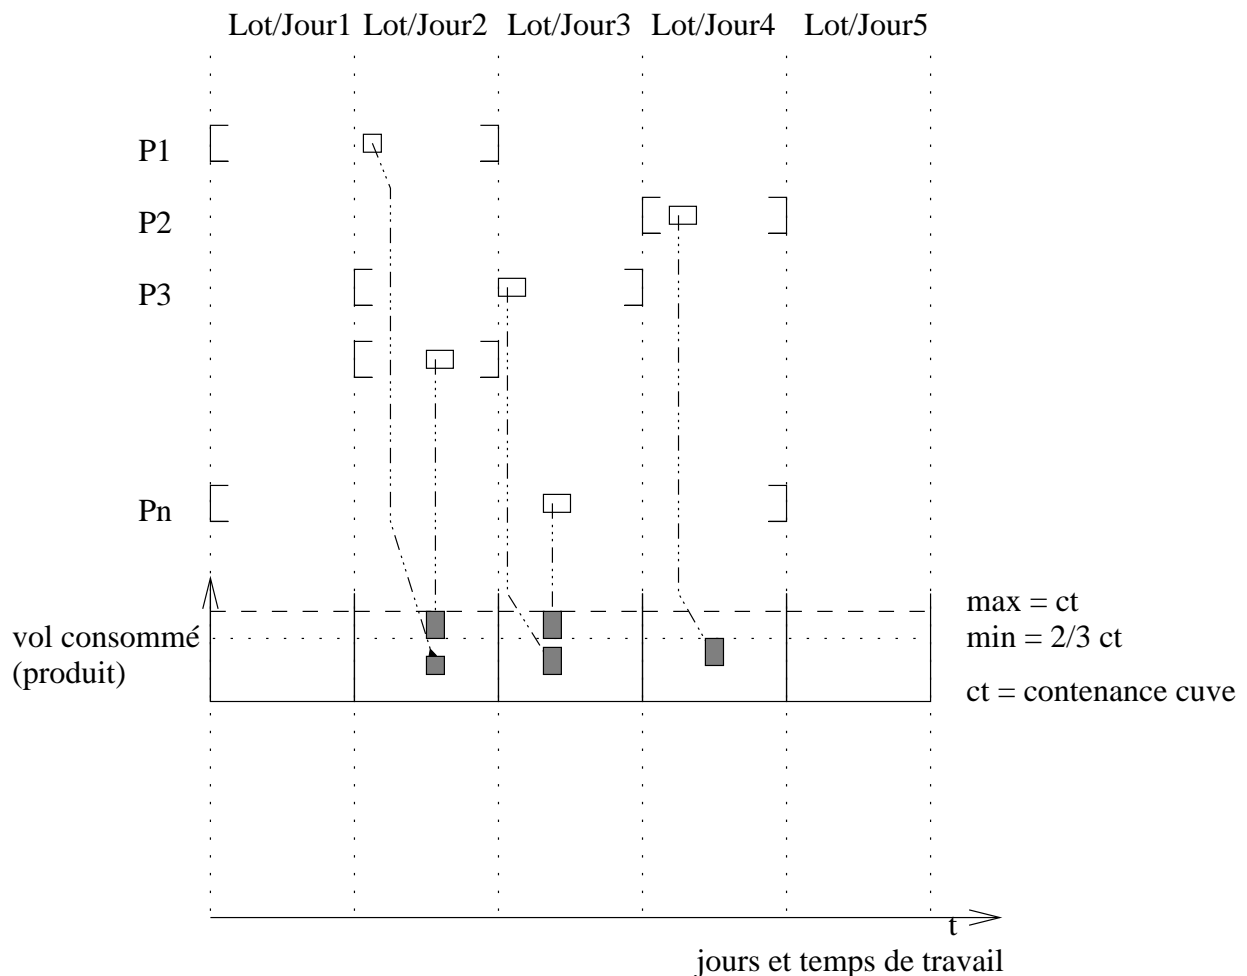 Lot/Jour1 Lot/Jour2 Lot/Jour3 Lot/Jour4 Lot/Jour5
P1
P2
P3
Pn
max = ct
vol consommé
min = 2/3 ct
(produit)
ct = contenance cuve
t
jours et temps de travail